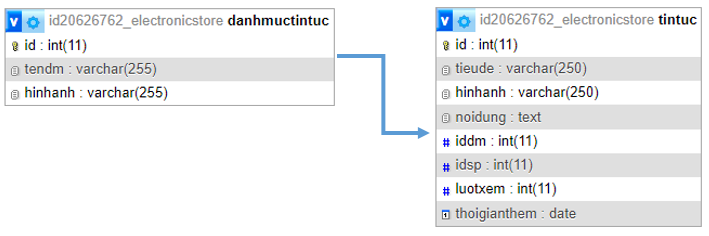 V id20626762_electronicstore danhmuctintuc
id : int(11)
tendm : varchar(255)
hinhanh : varchar(255)
V id20626762_electronicstore tintuc
id : int(11)
tieude : varchar(250)
hinhanh : varchar(250)
noidung : text
# iddm : int(11)
# idsp : int(11)
# luotxem : int(11)
thoigianthem : date